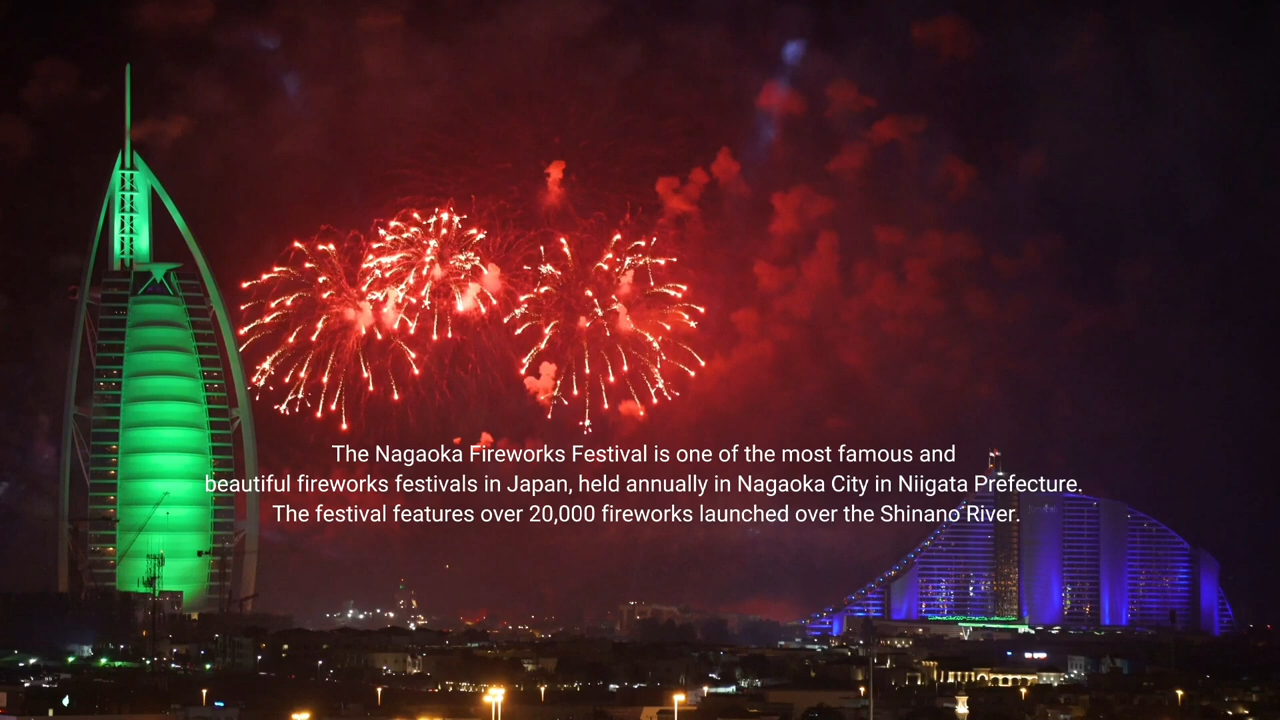 The Nagaoka Fireworks Festival is one of the most famous and
beautiful fireworks festivals in Japan, held annually in Nagaoka City in Niigata Prefecture.
The festival features over 20,000 fireworks launched over the Shinano River.